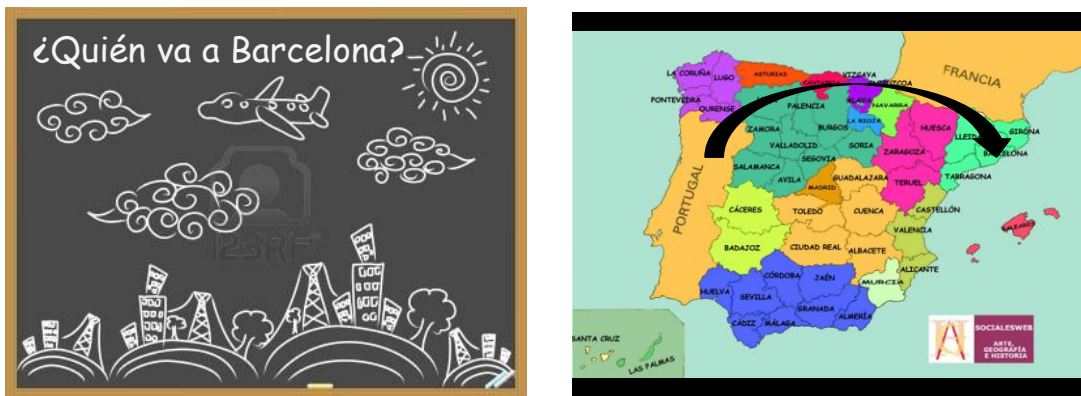 ¿Quién va a Barcelona?
123RF
FRANCIA
PORTUGAL
LA CORUÑA
LUGO
PONTEVEDRA
OURENSE
ASTURIAS
VIZCAYA
ALAVA
NAVARRA
LA RIOJA
PALENCIA
BURGOS
ZAMORA
VALLADOLID
SORIA
SEGOVIA
SALAMANCA
AVILA
MADRID
GUADALAJARA
HUESCA
ZARAGOZA
TERUEL
LLEIDA
GIRONA
BARCELONA
TARRAGONA
CÁCERES
BADAJOZ
TOLEDO
CUENCA
CIUDAD REAL
ALBACETE
CASTELLÓN
VALENCIA
ALICANTE
MURCIA
BALEARES
HUELVA
SEVILLA
CÓRDOBA
JAÉN
GRANADA
CÁDIZ
MÁLAGA
ALMERÍA
SANTA CRUZ
LAS PALMAS
SOCIALESWEB
ARTE,
GEOGRAFÍA
E HISTORIA